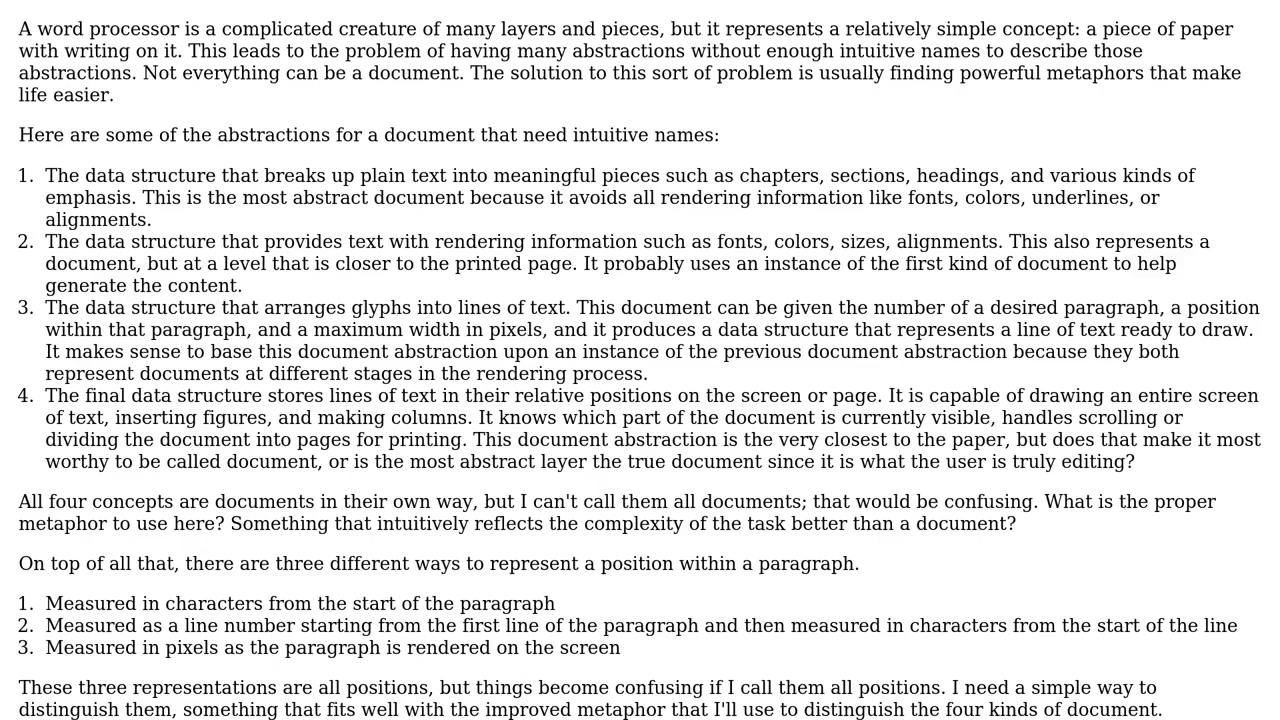 A word processor is a complicated creature of many layers and pieces, but it represents a relatively simple concept: a piece of paper
with writing on it. This leads to the problem of having many abstractions without enough intuitive names to describe those
abstractions. Not everything can be a document. The solution to this sort of problem is usually finding powerful metaphors that make
life easier.
Here are some of the abstractions for a document that need intuitive names:
1. The data structure that breaks up plain text into meaningful pieces such as chapters, sections, headings, and various kinds of
emphasis. This is the most abstract document because it avoids all rendering information like fonts, colors, underlines, or
alignments.
2. The data structure that provides text with rendering information such as fonts, colors, sizes, alignments. This also represents a
document, but at a level that is closer to the printed page. It probably uses an instance of the first kind of document to help
generate the content.
3. The data structure that arranges glyphs into lines of text. This document can be given the number of a desired paragraph, a position
within that paragraph, and a maximum width in pixels, and it produces a data structure that represents a line of text ready to draw.
It makes sense to base this document abstraction upon an instance of the previous document abstraction because they both
represent documents at different stages in the rendering process.
4. The final data structure stores lines of text in their relative positions on the screen or page. It is capable of drawing an entire screen
of text, inserting figures, and making columns. It knows which part of the document is currently visible, handles scrolling or
dividing the document into pages for printing. This document abstraction is the very closest to the paper, but does that make it most
worthy to be called document, or is the most abstract layer the true document since it is what the user is truly editing?
All four concepts are documents in their own way, but I can't call them all documents; that would be confusing. What is the proper
metaphor to use here? Something that intuitively reflects the complexity of the task better than a document?
On top of all that, there are three different ways to represent a position within a paragraph.
1. Measured in characters from the start of the paragraph
2. Measured as a line number starting from the first line of the paragraph and then measured in characters from the start of the line
3. Measured in pixels as the paragraph is rendered on the screen
These three representations are all positions, but things become confusing if I call them all positions. I need a simple way to
distinguish them, something that fits well with the improved metaphor that I'll use to distinguish the four kinds of document.